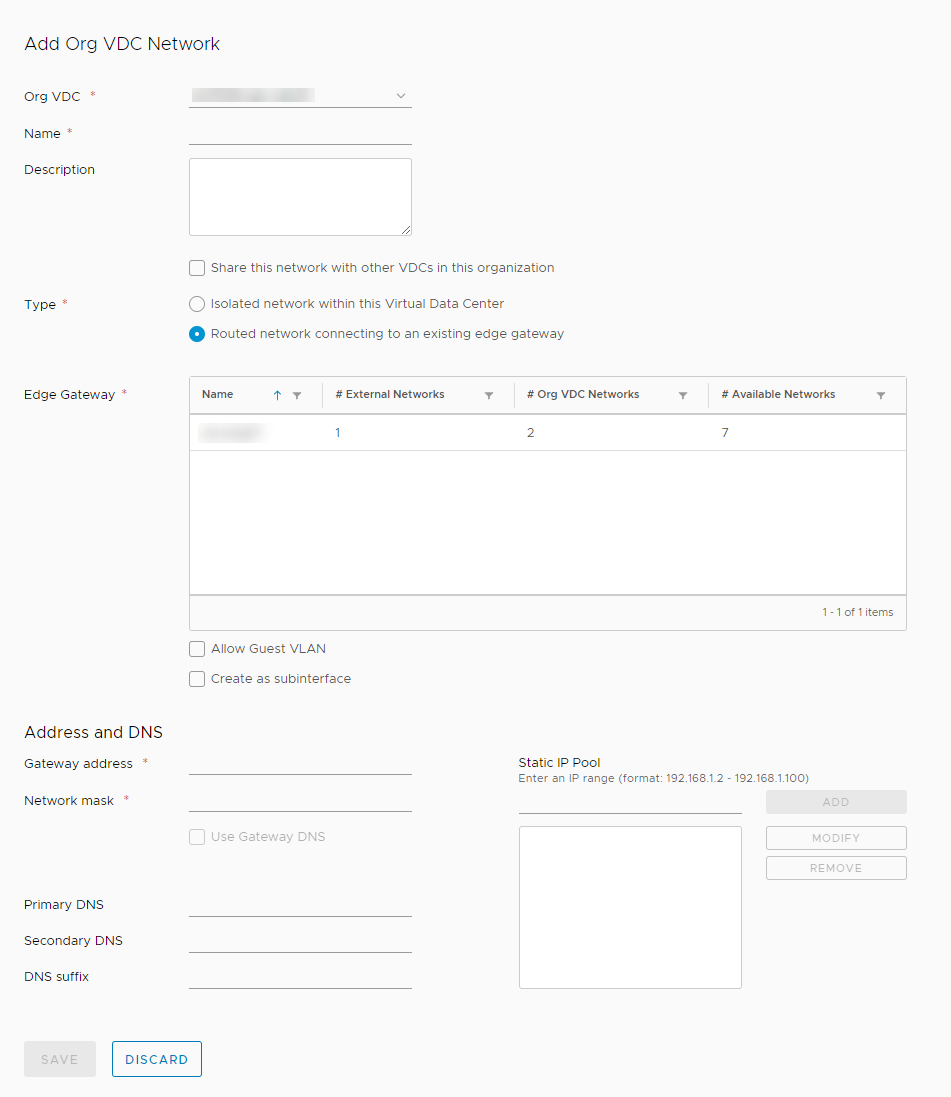 Add Org VDC Network
Org VDC *
Name *
Description
Share this network with other VDCs in this organization
Type *
Isolated network within this Virtual Data Center
Routed network connecting to an existing edge gateway
Edge Gateway *
Name # External Networks # Org VDC Networks # Available Networks
1 2 7
1 - 1 of 1 items
Allow Guest VLAN
Create as subinterface
Address and DNS
Gateway address *
Network mask *
Use Gateway DNS
Primary DNS
Secondary DNS
DNS suffix
Static IP Pool
Enter an IP range (format: 192.168.1.2 - 192.168.1.100)
ADD
MODIFY
REMOVE
SAVE DISCARD